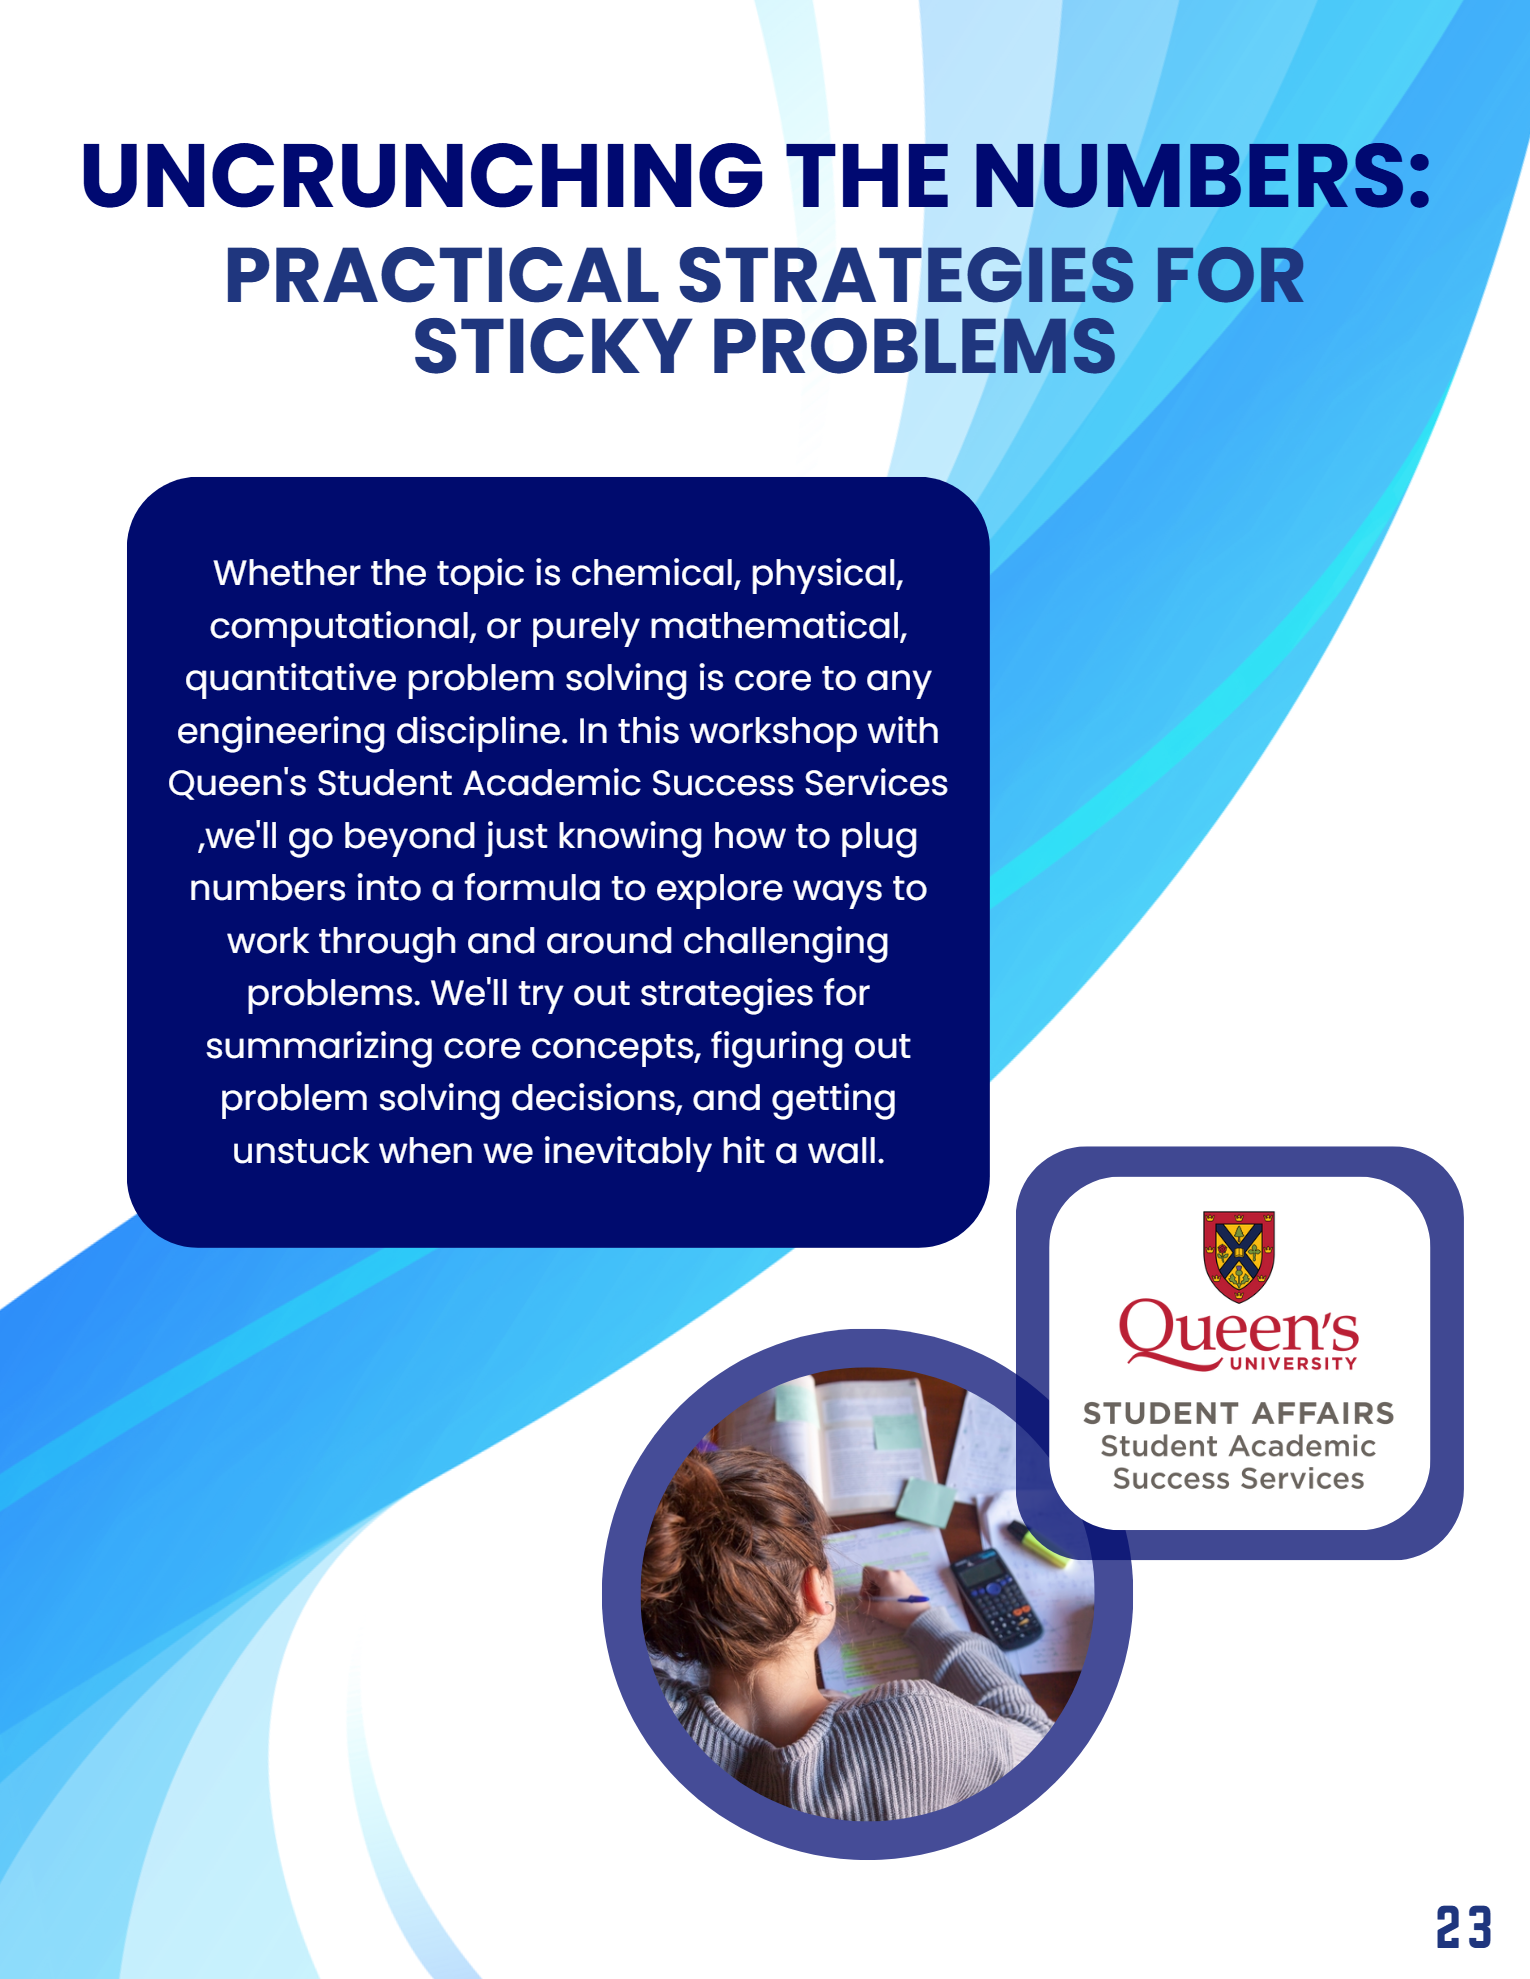 UNCRUNCHING THE NUMBERS:
PRACTICAL STRATEGIES FOR
STICKY PROBLEMS
Whether the topic is chemical, physical,
computational, or purely mathematical,
quantitative problem solving is core to any
engineering discipline. In this workshop with
Queen's Student Academic Success Services
,we'll go beyond just knowing how to plug
numbers into a formula to explore ways to
work through and around challenging
problems. We'll try out strategies for
summarizing core concepts, figuring out
problem solving decisions, and getting
unstuck when we inevitably hit a wall.
Queen's
UNIVERSITY
STUDENT AFFAIRS
Student Academic
Success Services
23